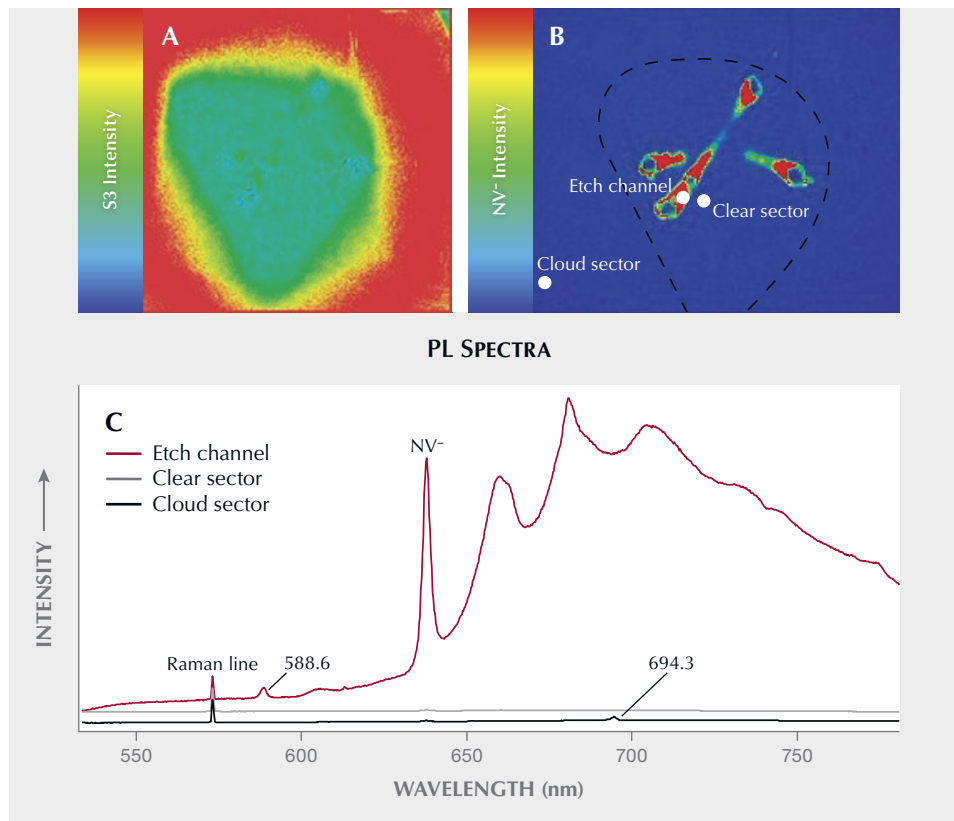 A
S3 Intensity
B
NV⁻ Intensity
Etch channel
Clear sector
Cloud sector
PL SPECTRA
C
Etch channel
Clear sector
Cloud sector
NV⁻
Raman line
588.6
694.3
INTENSITY
550
600
650
700
750
WAVELENGTH (nm)